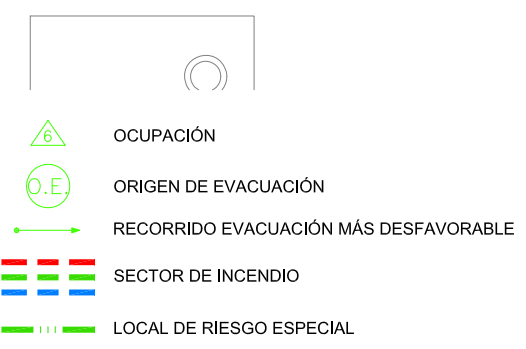 6 OCUPACIÓN
O.E. ORIGEN DE EVACUACIÓN
RECORRIDO EVACUACIÓN MÁS DESFAVORABLE
SECTOR DE INCENDIO
LOCAL DE RIESGO ESPECIAL